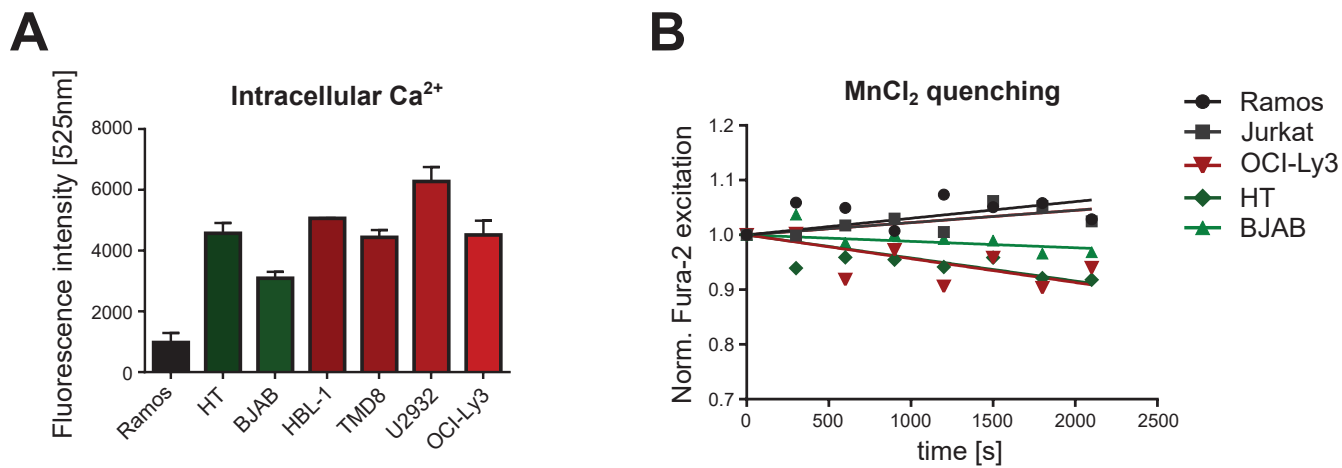 A
Intracellular Ca²⁺
Fluorescence intensity [525nm]
8000
6000
4000
2000
0
Ramos
HT
BJAB
HBL-1
TMD8
U2932
OCI-Ly3
B
MnCl₂ quenching
Norm. Fura-2 excitation
1.2
1.1
1.0
0.9
0.8
0.7
0
500
1000
1500
2000
2500
time [s]
Ramos
Jurkat
OCI-Ly3
HT
BJAB